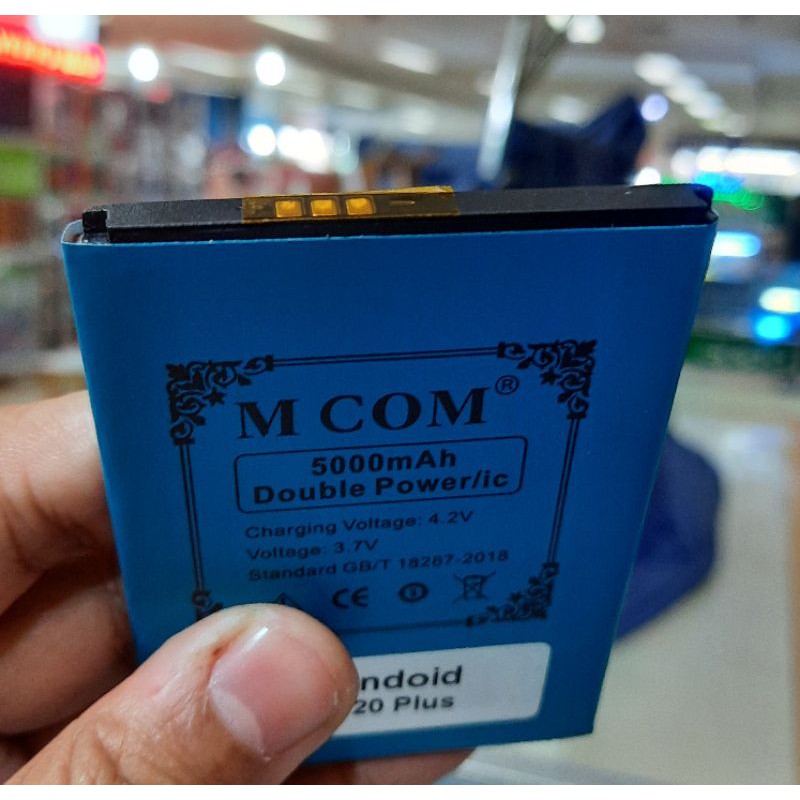 M COM®
5000mAh
Double Power/ic
Charging Voltage: 4.2V
Voltage: 3.7V
Standard GB/T 18287-2018
CE
ndoid
20 Plus